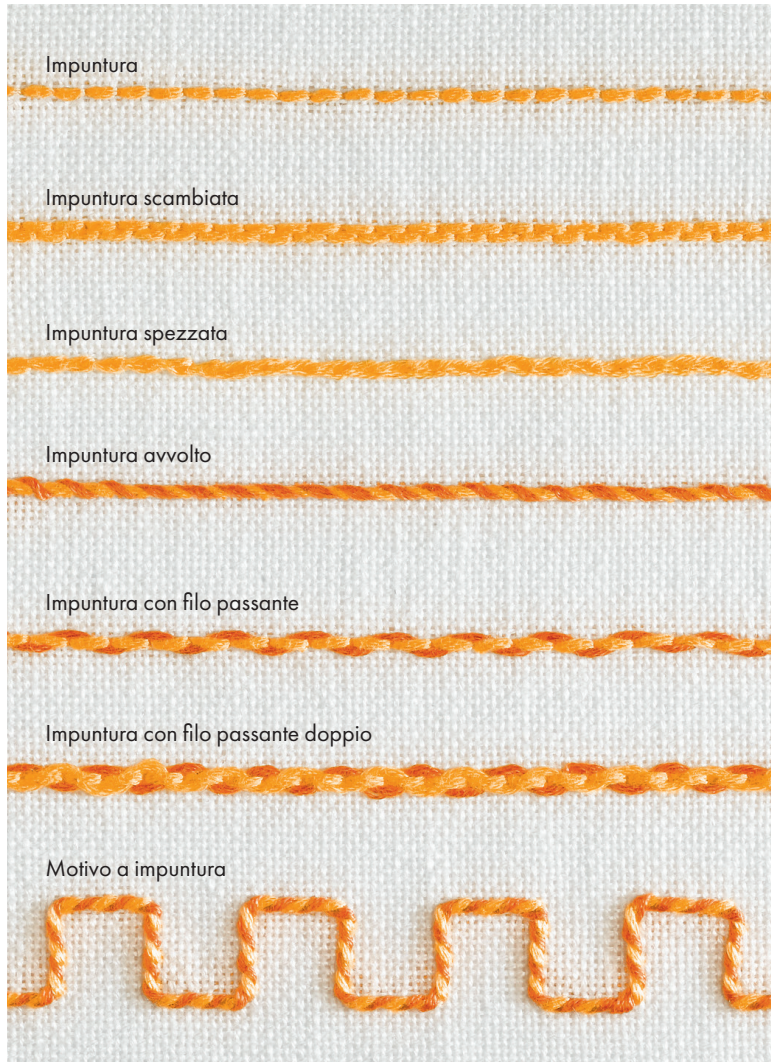 Impuntura
Impuntura scambiata
Impuntura spezzata
Impuntura avvolto
Impuntura con filo passante
Impuntura con filo passante doppio
Motivo a impuntura